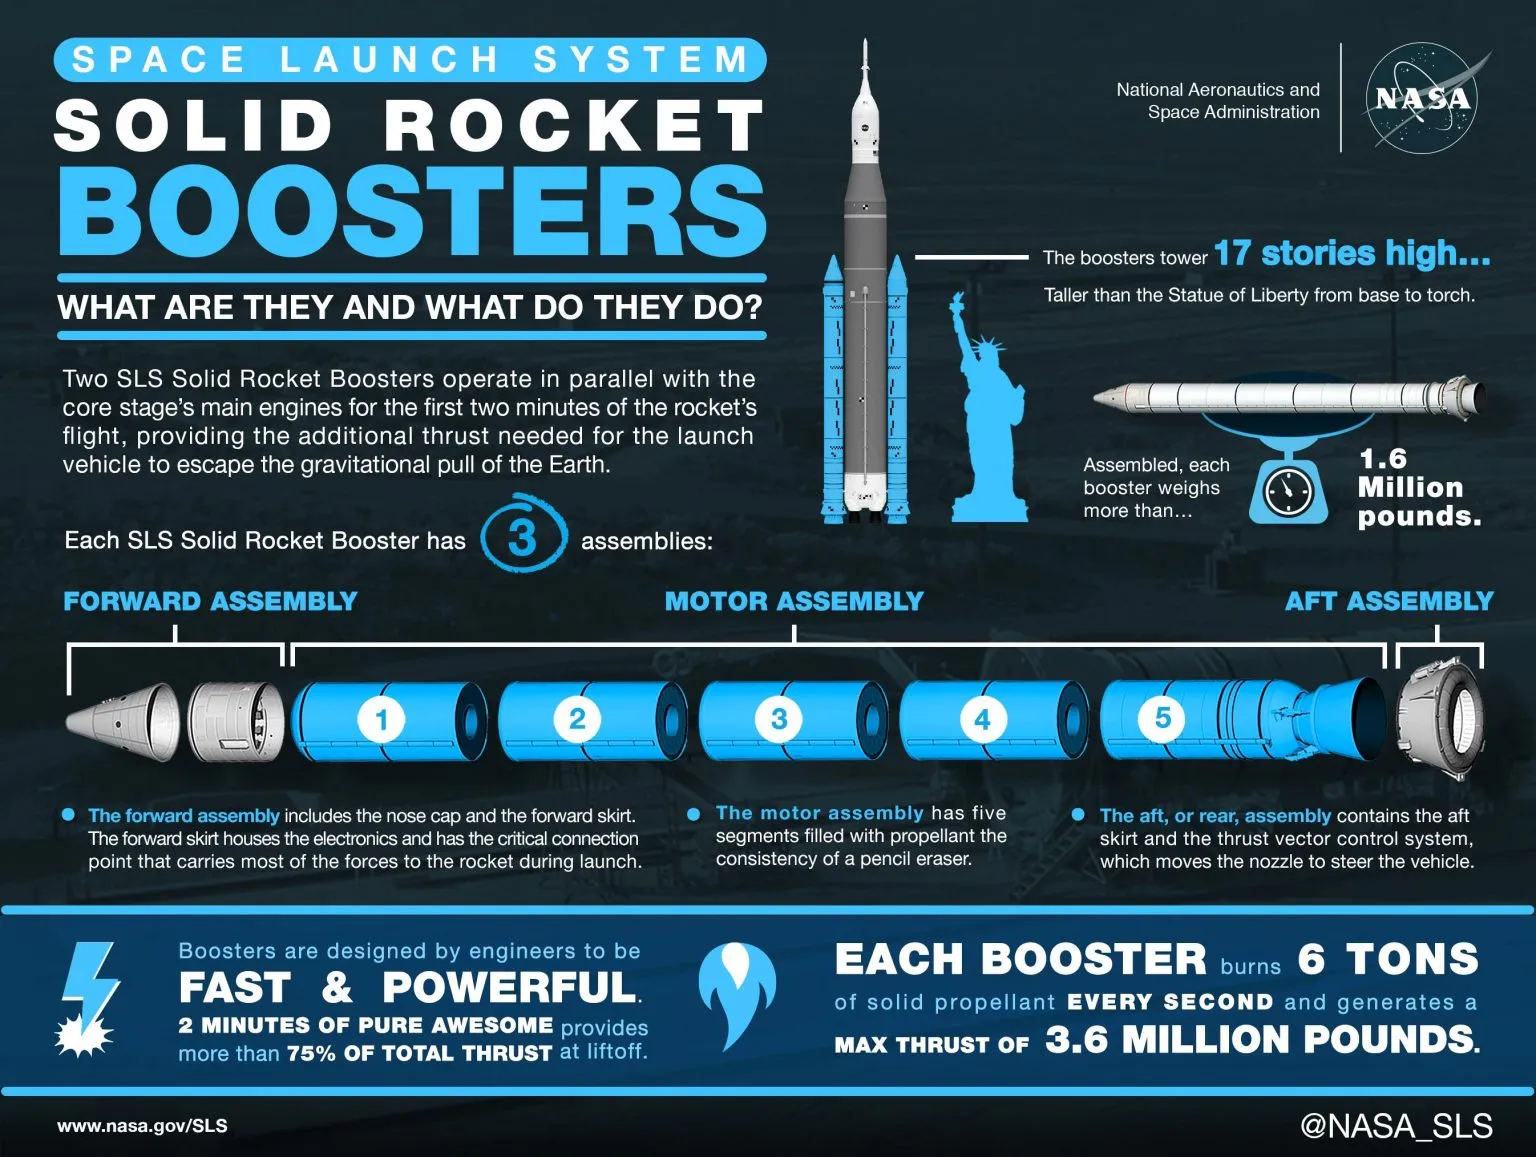 SPACE LAUNCH SYSTEM
SOLID ROCKET
BOOSTERS
WHAT ARE THEY AND WHAT DO THEY DO?
National Aeronautics and
Space Administration
NASA
Two SLS Solid Rocket Boosters operate in parallel with the
core stage's main engines for the first two minutes of the rocket's
flight, providing the additional thrust needed for the launch
vehicle to escape the gravitational pull of the Earth.
The boosters tower 17 stories high...
Taller than the Statue of Liberty from base to torch.
Assembled, each
booster weighs
more than...
1.6
Million
pounds.
Each SLS Solid Rocket Booster has 3 assemblies:
FORWARD ASSEMBLY
MOTOR ASSEMBLY
AFT ASSEMBLY
1
2
3
4
5
The forward assembly includes the nose cap and the forward skirt.
The forward skirt houses the electronics and has the critical connection
point that carries most of the forces to the rocket during launch.
The motor assembly has five
segments filled with propellant the
consistency of a pencil eraser.
The aft, or rear, assembly contains the aft
skirt and the thrust vector control system,
which moves the nozzle to steer the vehicle.
Boosters are designed by engineers to be
FAST & POWERFUL.
2 MINUTES OF PURE AWESOME provides
more than 75% OF TOTAL THRUST at liftoff.
EACH BOOSTER burns 6 TONS
of solid propellant EVERY SECOND and generates a
MAX THRUST OF 3.6 MILLION POUNDS.
www.nasa.gov/SLS
@NASA_SLS